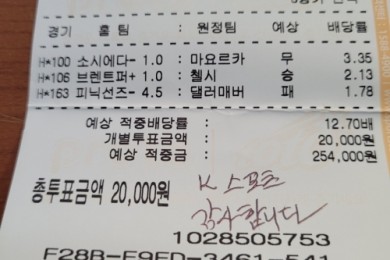 경기 홈 팀 : 원정팀 예상 배당률
H*100 소시에다- 1.0 : 마요르카 무 3.35
H*106 브렌트퍼+ 1.0 : 첼시 승 2.13
H*163 피닉선즈- 4.5 : 댈러매버 패 1.78
예상 적중배당률 : 12.70배
개별투표금액 : 20,000원
예상 적중금 : 254,000원
총투표금액 20,000원
K 스포츠
감사합니다
1028505753